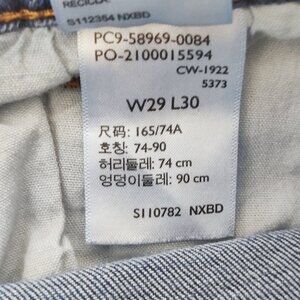 RECICLO
S112354 NXBD
PC9-58969-0084
PO-2100015594
CW-1922
5373
W29 L30
尺码: 165/74A
호칭: 74-90
허리둘레: 74 cm
엉덩이둘레: 90 cm
S110782 NXBD